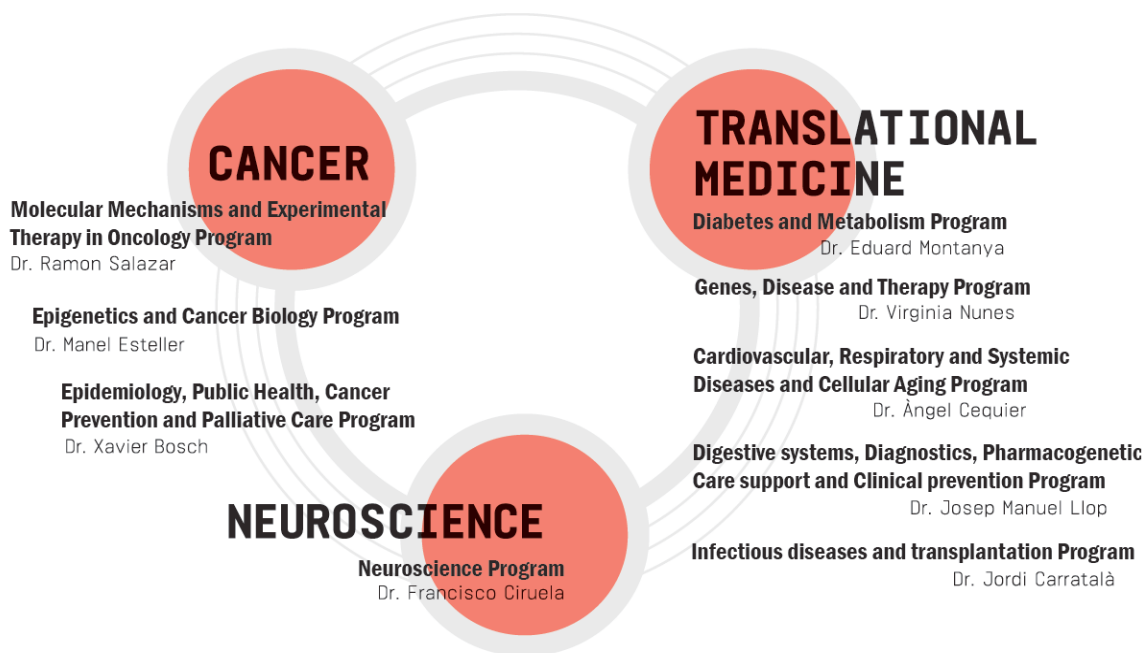 CANCER
Molecular Mechanisms and Experimental
Therapy in Oncology Program
Dr. Ramon Salazar
Epigenetics and Cancer Biology Program
Dr. Manel Esteller
Epidemiology, Public Health, Cancer
Prevention and Palliative Care Program
Dr. Xavier Bosch
TRANSLATIONAL
MEDICINE
Diabetes and Metabolism Program
Dr. Eduard Montanya
Genes, Disease and Therapy Program
Dr. Virginia Nunes
Cardiovascular, Respiratory and Systemic
Diseases and Cellular Aging Program
Dr. Àngel Cequier
Digestive systems, Diagnostics, Pharmacogenetic
Care support and Clinical prevention Program
Dr. Josep Manuel Llop
Infectious diseases and transplantation Program
Dr. Jordi Carratalà
NEUROSCIENCE
Neuroscience Program
Dr. Francisco Ciruela